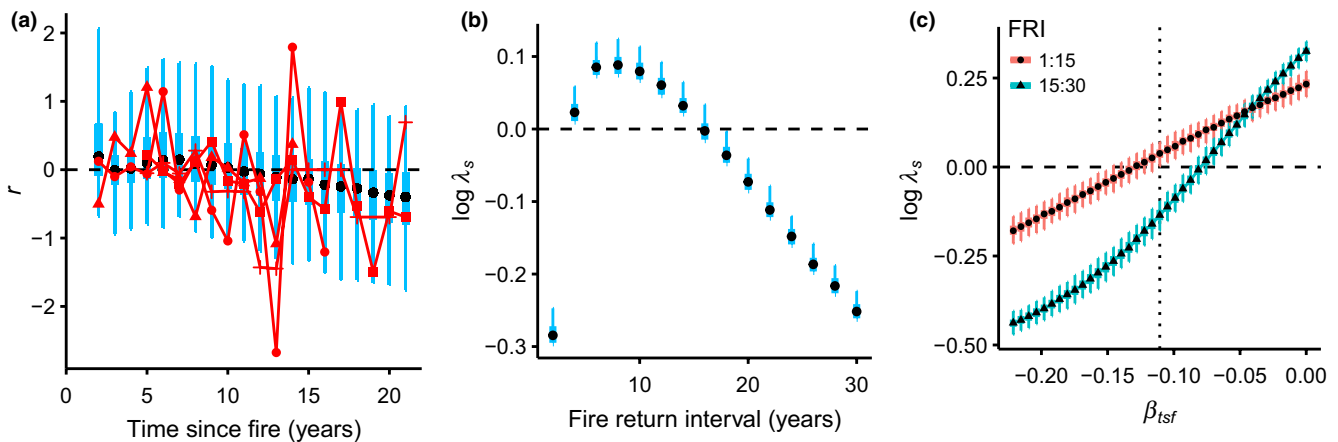 (a)
2
1
0
−1
−2
r
0
5
10
15
20
Time since fire (years)
(b)
0.1
0.0
−0.1
−0.2
−0.3
log λs
10
20
30
Fire return interval (years)
(c)
FRI
1:15
15:30
0.25
0.00
−0.25
−0.50
log λs
−0.20
−0.15
−0.10
−0.05
0.00
βtsf